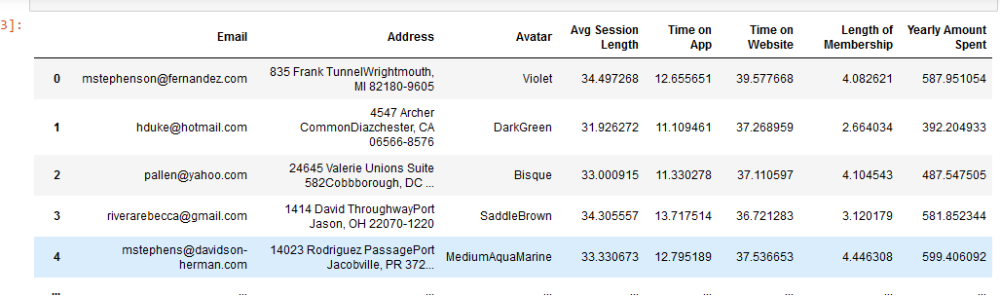 3]:
Email Address Avatar Avg Session Length Time on App Time on Website Length of Membership Yearly Amount Spent
0 mstephenson@fernandez.com 835 Frank TunnelWrightmouth, MI 82180-9605 Violet 34.497268 12.655651 39.577668 4.082621 587.951054
1 hduke@hotmail.com 4547 Archer CommonDiazchester, CA 06566-8576 DarkGreen 31.926272 11.109461 37.268959 2.664034 392.204933
2 pallen@yahoo.com 24645 Valerie Unions Suite 582Cobbborough, DC ... Bisque 33.000915 11.330278 37.110597 4.104543 487.547505
3 riverarebecca@gmail.com 1414 David ThroughwayPort Jason, OH 22070-1220 SaddleBrown 34.305557 13.717514 36.721283 3.120179 581.852344
4 mstephens@davidson-herman.com 14023 Rodriguez PassagePort Jacobville, PR 372... MediumAquaMarine 33.330673 12.795189 37.536653 4.446308 599.406092
... ... ... ... ... ... ... ... ...